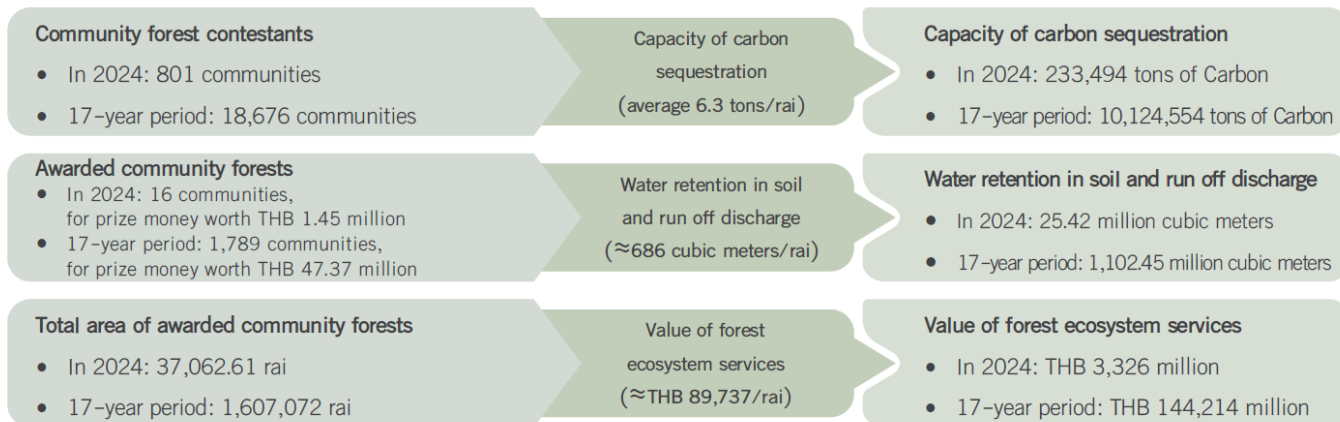 Community forest contestants
• In 2024: 801 communities
• 17-year period: 18,676 communities
Capacity of carbon
sequestration
(average 6.3 tons/rai)
Capacity of carbon sequestration
• In 2024: 233,494 tons of Carbon
• 17-year period: 10,124,554 tons of Carbon
Awarded community forests
• In 2024: 16 communities,
for prize money worth THB 1.45 million
• 17-year period: 1,789 communities,
for prize money worth THB 47.37 million
Water retention in soil
and run off discharge
(≈686 cubic meters/rai)
Water retention in soil and run off discharge
• In 2024: 25.42 million cubic meters
• 17-year period: 1,102.45 million cubic meters
Total area of awarded community forests
• In 2024: 37,062.61 rai
• 17-year period: 1,607,072 rai
Value of forest
ecosystem services
(≈THB 89,737/rai)
Value of forest ecosystem services
• In 2024: THB 3,326 million
• 17-year period: THB 144,214 million